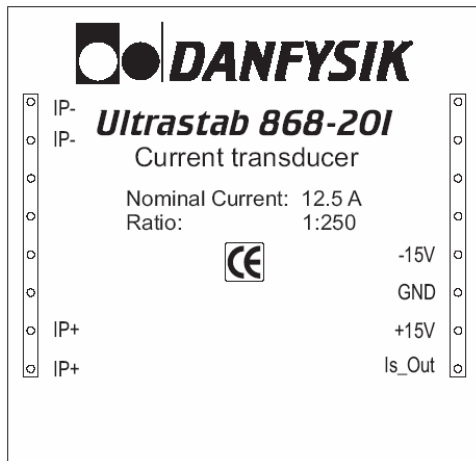 DANFYSIK
IP-
IP-
Ultrastab 868-20I
Current transducer
Nominal Current: 12.5 A
Ratio: 1:250
CE
-15V
GND
IP+ +15V
IP+ Is_Out